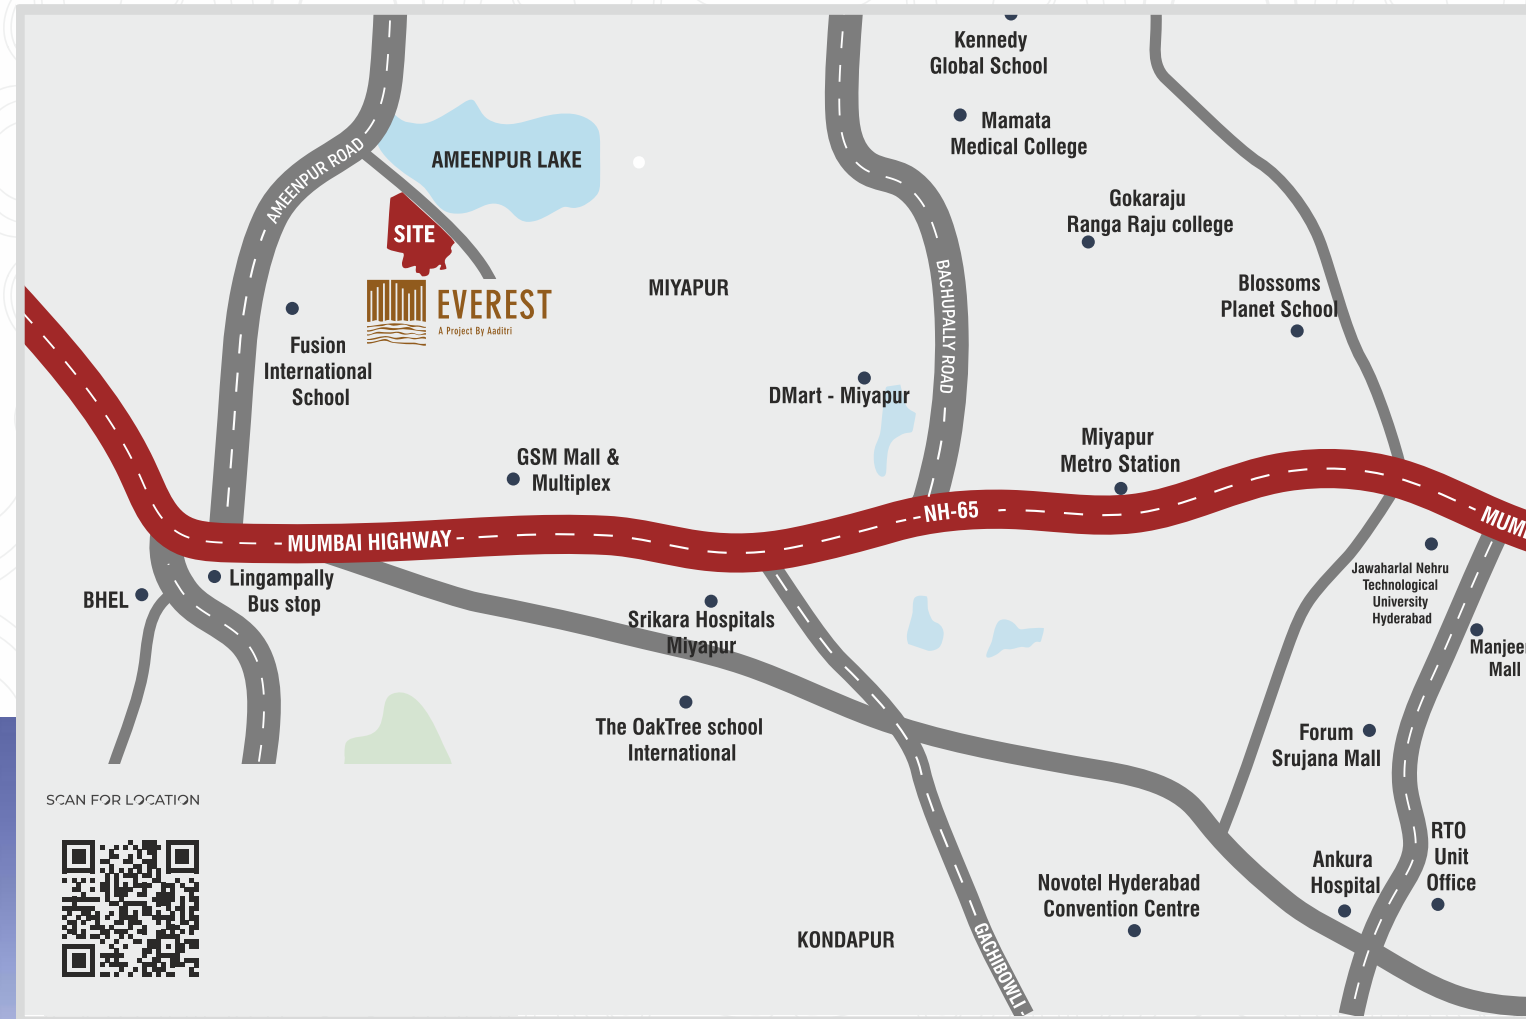 Kennedy
Global School
Mamata
Medical College
AMEENPUR ROAD
AMEENPUR LAKE
Gokaraju
Ranga Raju college
SITE
EVEREST
A Project By Aaditri
MIYAPUR
BACHUPALLY ROAD
Blossoms
Planet School
Fusion
International
School
DMart - Miyapur
GSM Mall &
Multiplex
Miyapur
Metro Station
MUMBAI HIGHWAY
NH-65
MUM
BHEL
Lingampally
Bus stop
Srikara Hospitals
Miyapur
Jawaharlal Nehru
Technological
University
Hyderabad
Manjee
Mall
The OakTree school
International
Forum
Srujana Mall
SCAN FOR LOCATION
RTO
Unit
Office
Ankura
Hospital
Novotel Hyderabad
Convention Centre
KONDAPUR
GACHIBOWLI